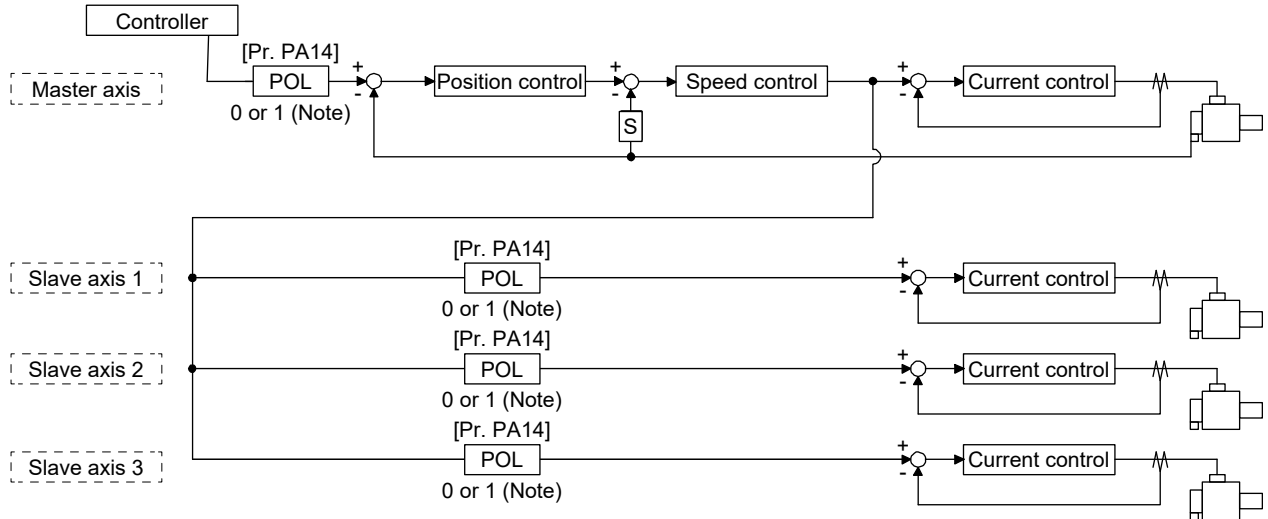 Controller
[Pr. PA14]
Master axis
POL
+
-
Position control
+
-
Speed control
+
-
Current control
0 or 1 (Note)
S
[Pr. PA14]
Slave axis 1
POL
+
-
Current control
0 or 1 (Note)
[Pr. PA14]
Slave axis 2
POL
+
-
Current control
0 or 1 (Note)
[Pr. PA14]
Slave axis 3
POL
+
-
Current control
0 or 1 (Note)